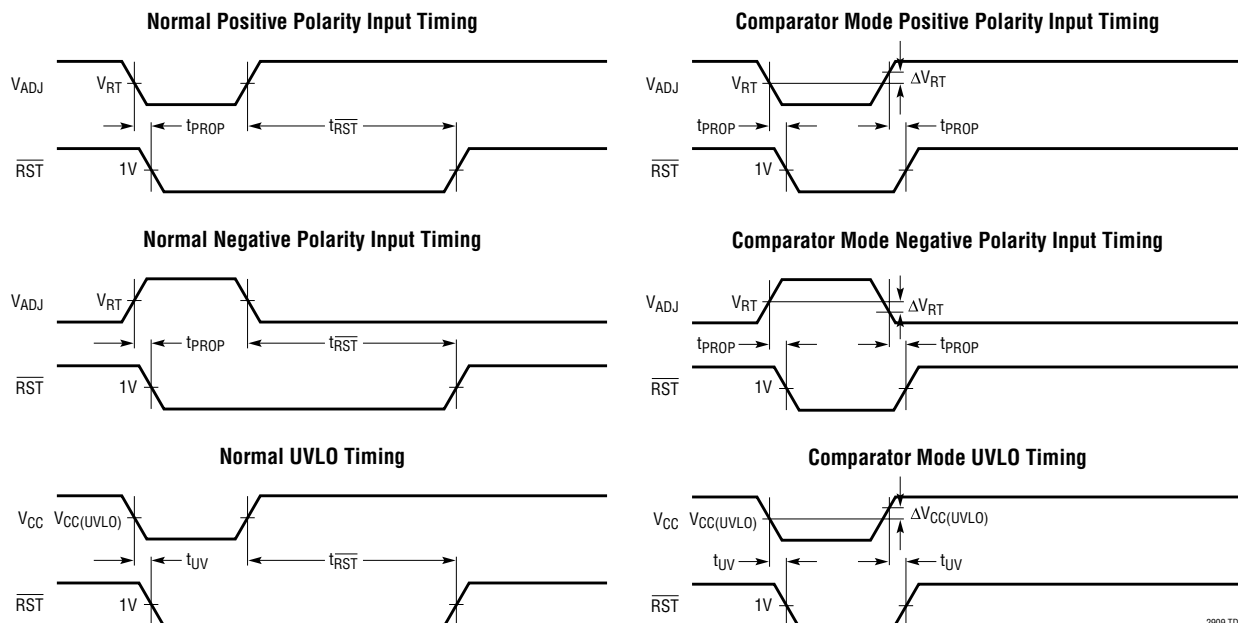 Normal Positive Polarity Input Timing
VADJ
VRT
tPROP
tRST
RST
1V
Comparator Mode Positive Polarity Input Timing
VADJ
VRT
ΔVRT
tPROP
tPROP
RST
1V
Normal Negative Polarity Input Timing
VADJ
VRT
tPROP
tRST
RST
1V
Comparator Mode Negative Polarity Input Timing
VADJ
VRT
ΔVRT
tPROP
tPROP
RST
1V
Normal UVLO Timing
VCC
VCC(UVLO)
tUV
tRST
RST
1V
Comparator Mode UVLO Timing
VCC
VCC(UVLO)
ΔVCC(UVLO)
tUV
tUV
RST
1V
2909 TD